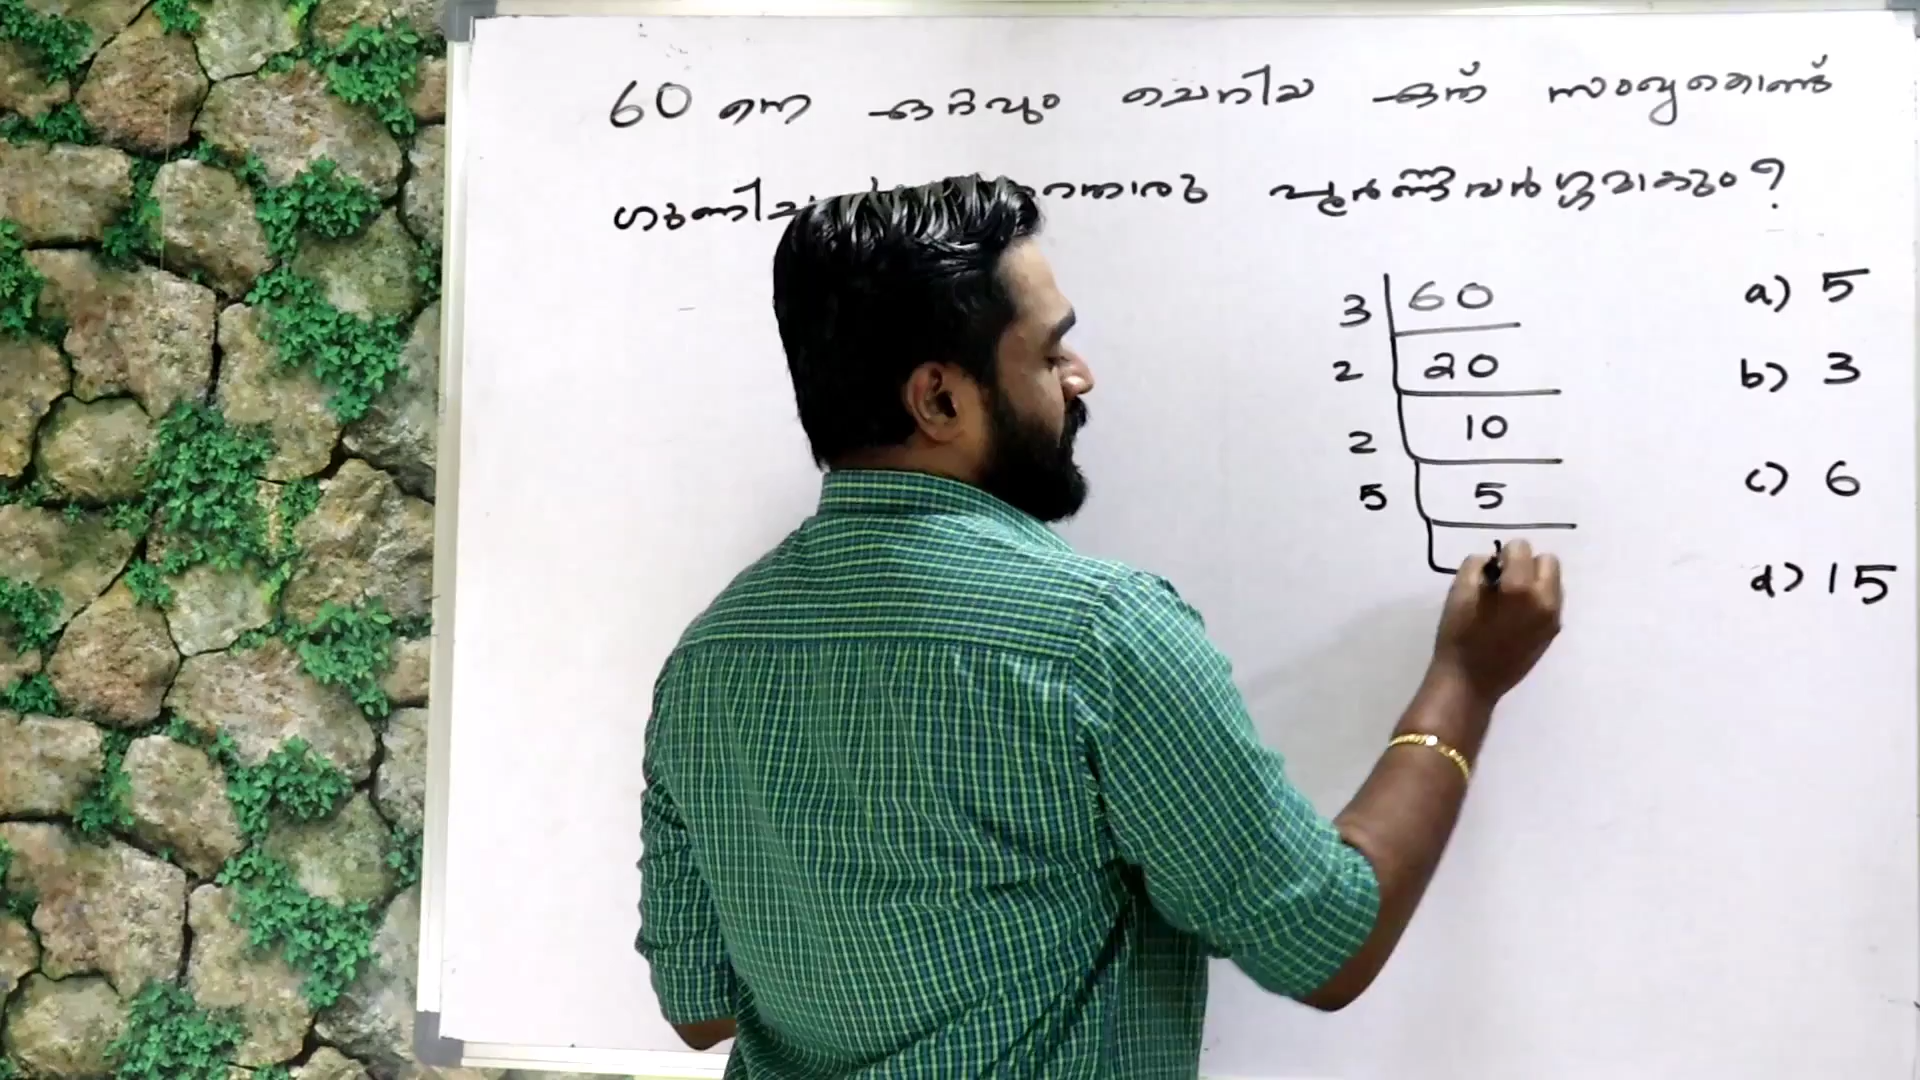 60 നെ ഏറ്റവും ചെറിയ ഏത് സംഖ്യകൊണ്ട്
ഗുണിച്ചാൽ പൂർണ്ണവർഗ്ഗമാകും?
3 60
2 20
2 10
5 5
1
a) 5
b) 3
c) 6
d) 15